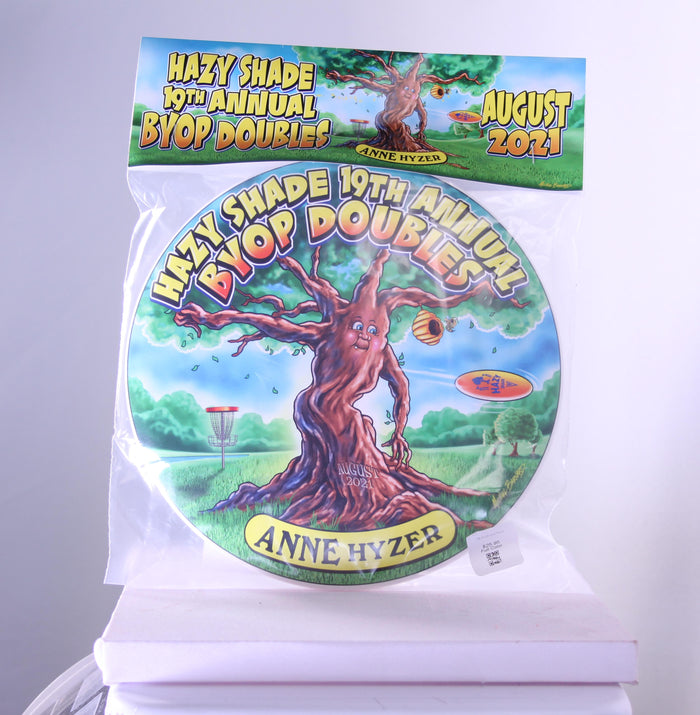 HAZY SHADE
19TH ANNUAL
BYOP DOUBLES
ANNE HYZER
AUGUST
2021
HAZY SHADE 19TH ANNUAL
BYOP DOUBLES
HAZY
AUGUST
2021
ANNE HYZER